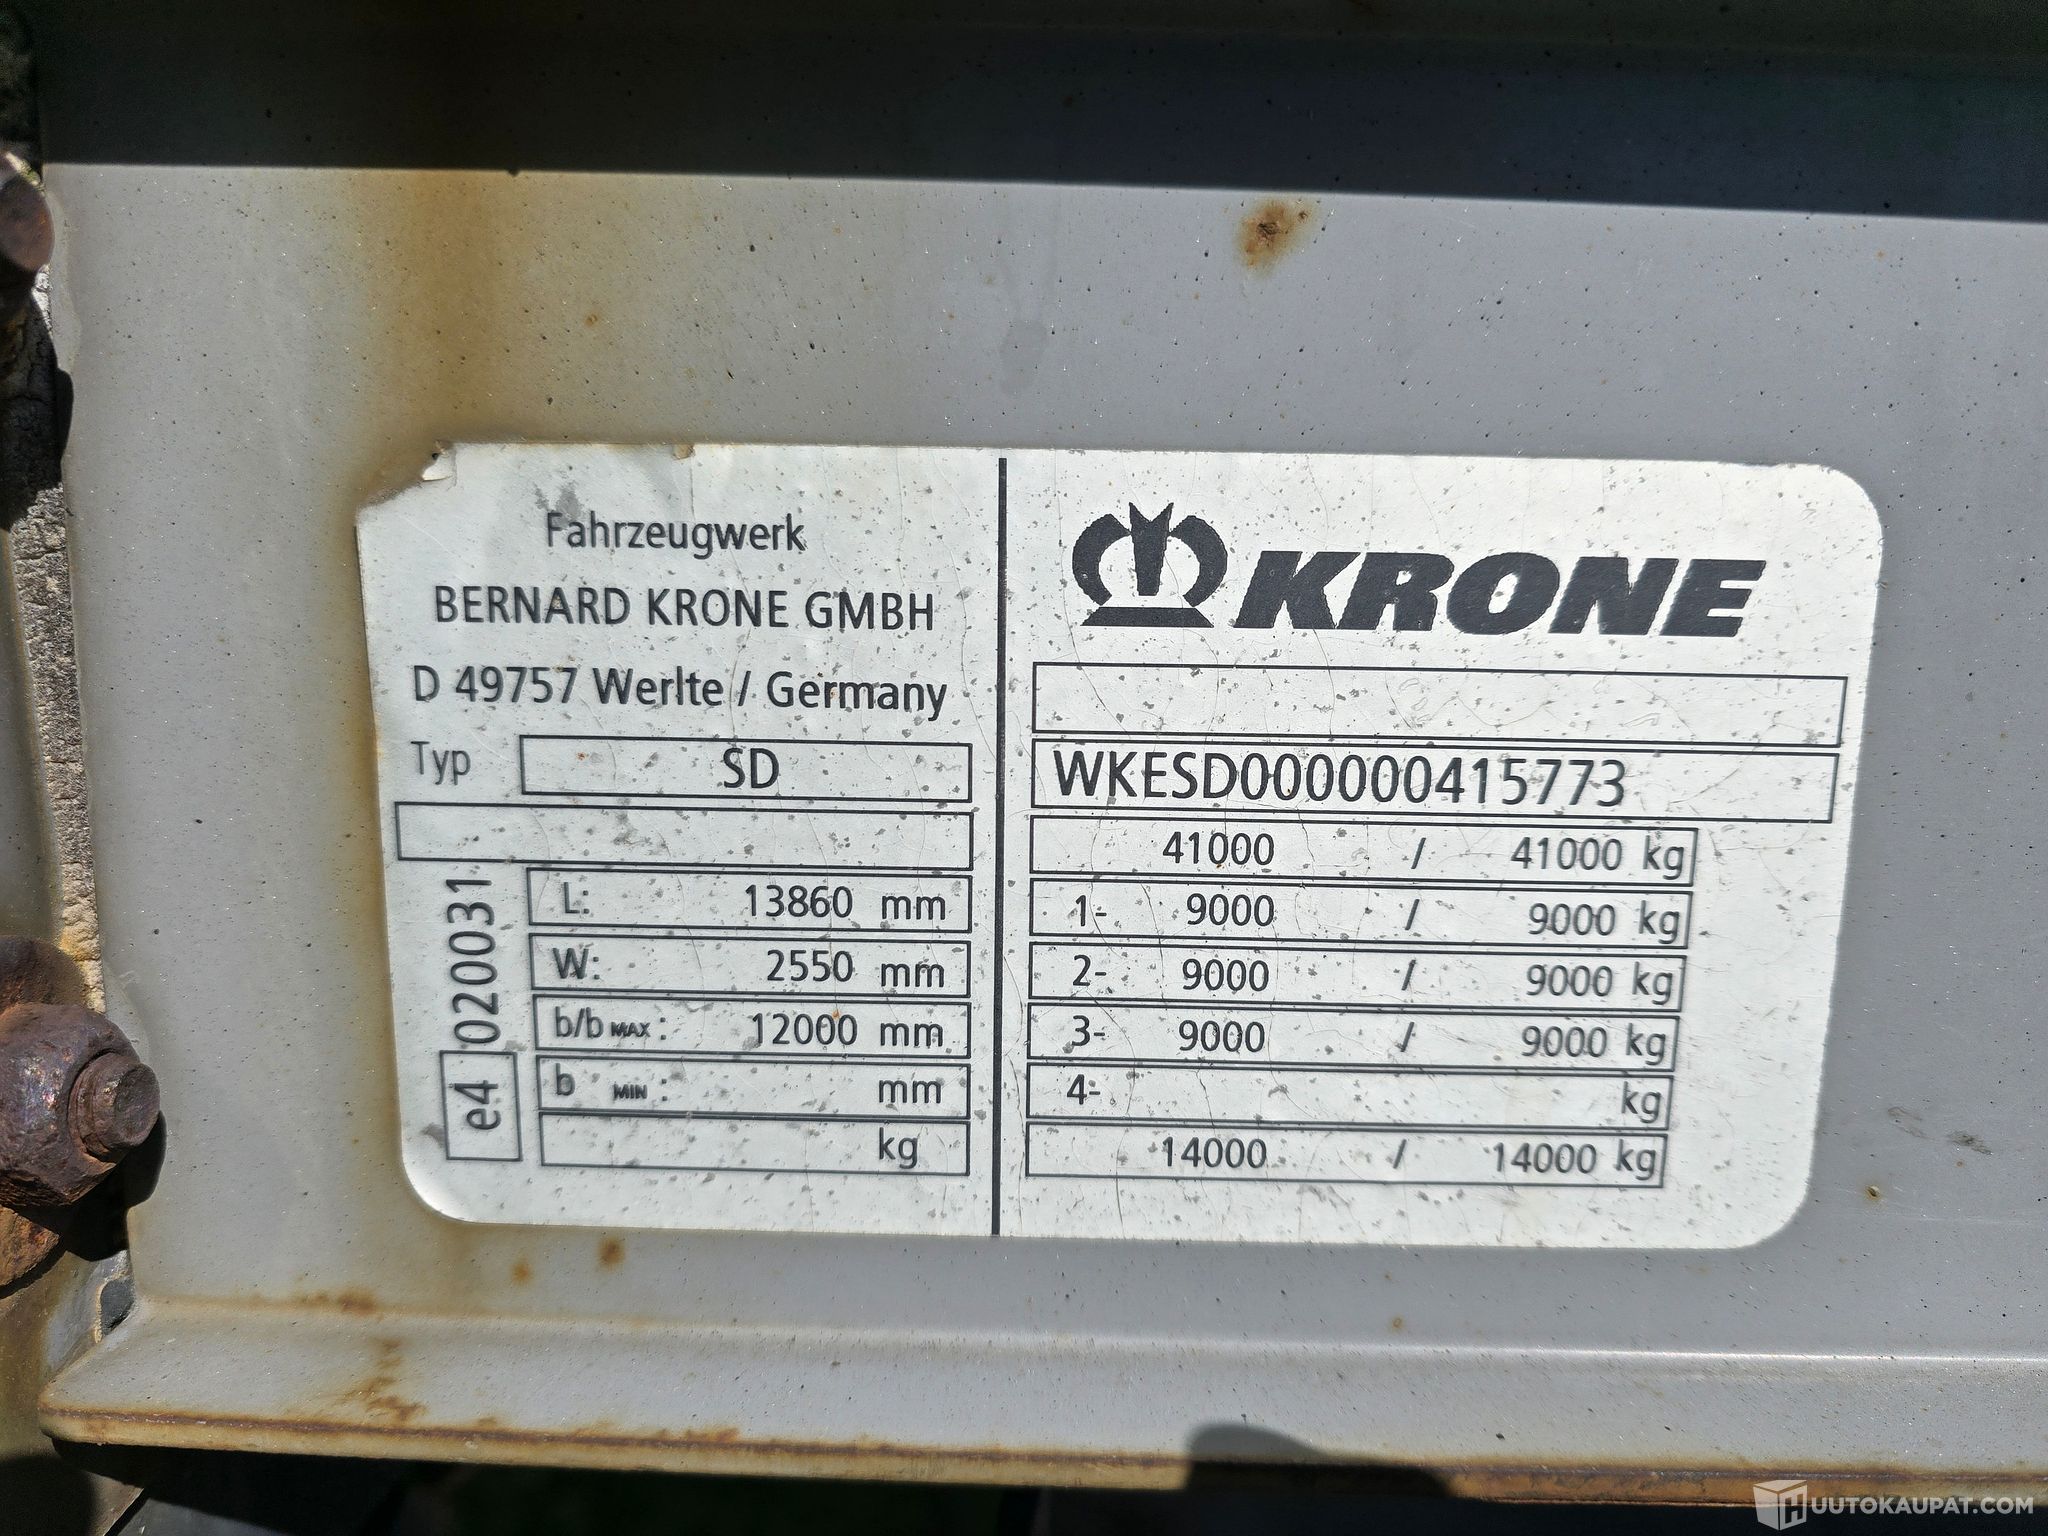 Fahrzeugwerk
BERNARD KRONE GMBH
D 49757 Werlte / Germany
Typ SD
L: 13860 mm
W: 2550 mm
b/b MAX: 12000 mm
b MIN: mm
kg
e4 020031
KRONE
WKESD000000415773
41000 / 41000 kg
1- 9000 / 9000 kg
2- 9000 / 9000 kg
3- 9000 / 9000 kg
4- kg
14000 / 14000 kg
HUUTOKAUPAT.COM